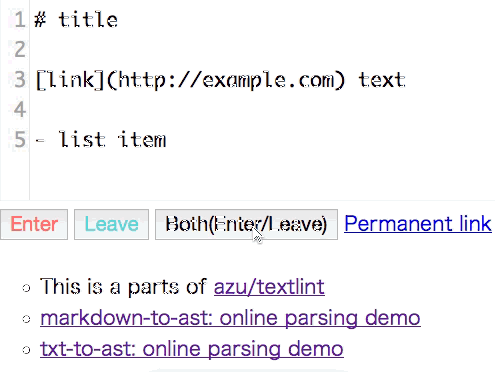 1 # title
2
3 [link](http://example.com) text
4
5 - list item
Enter Leave Both(Enter/Leave) Permanent link
This is a parts of azu/textlint
markdown-to-ast: online parsing demo
txt-to-ast: online parsing demo